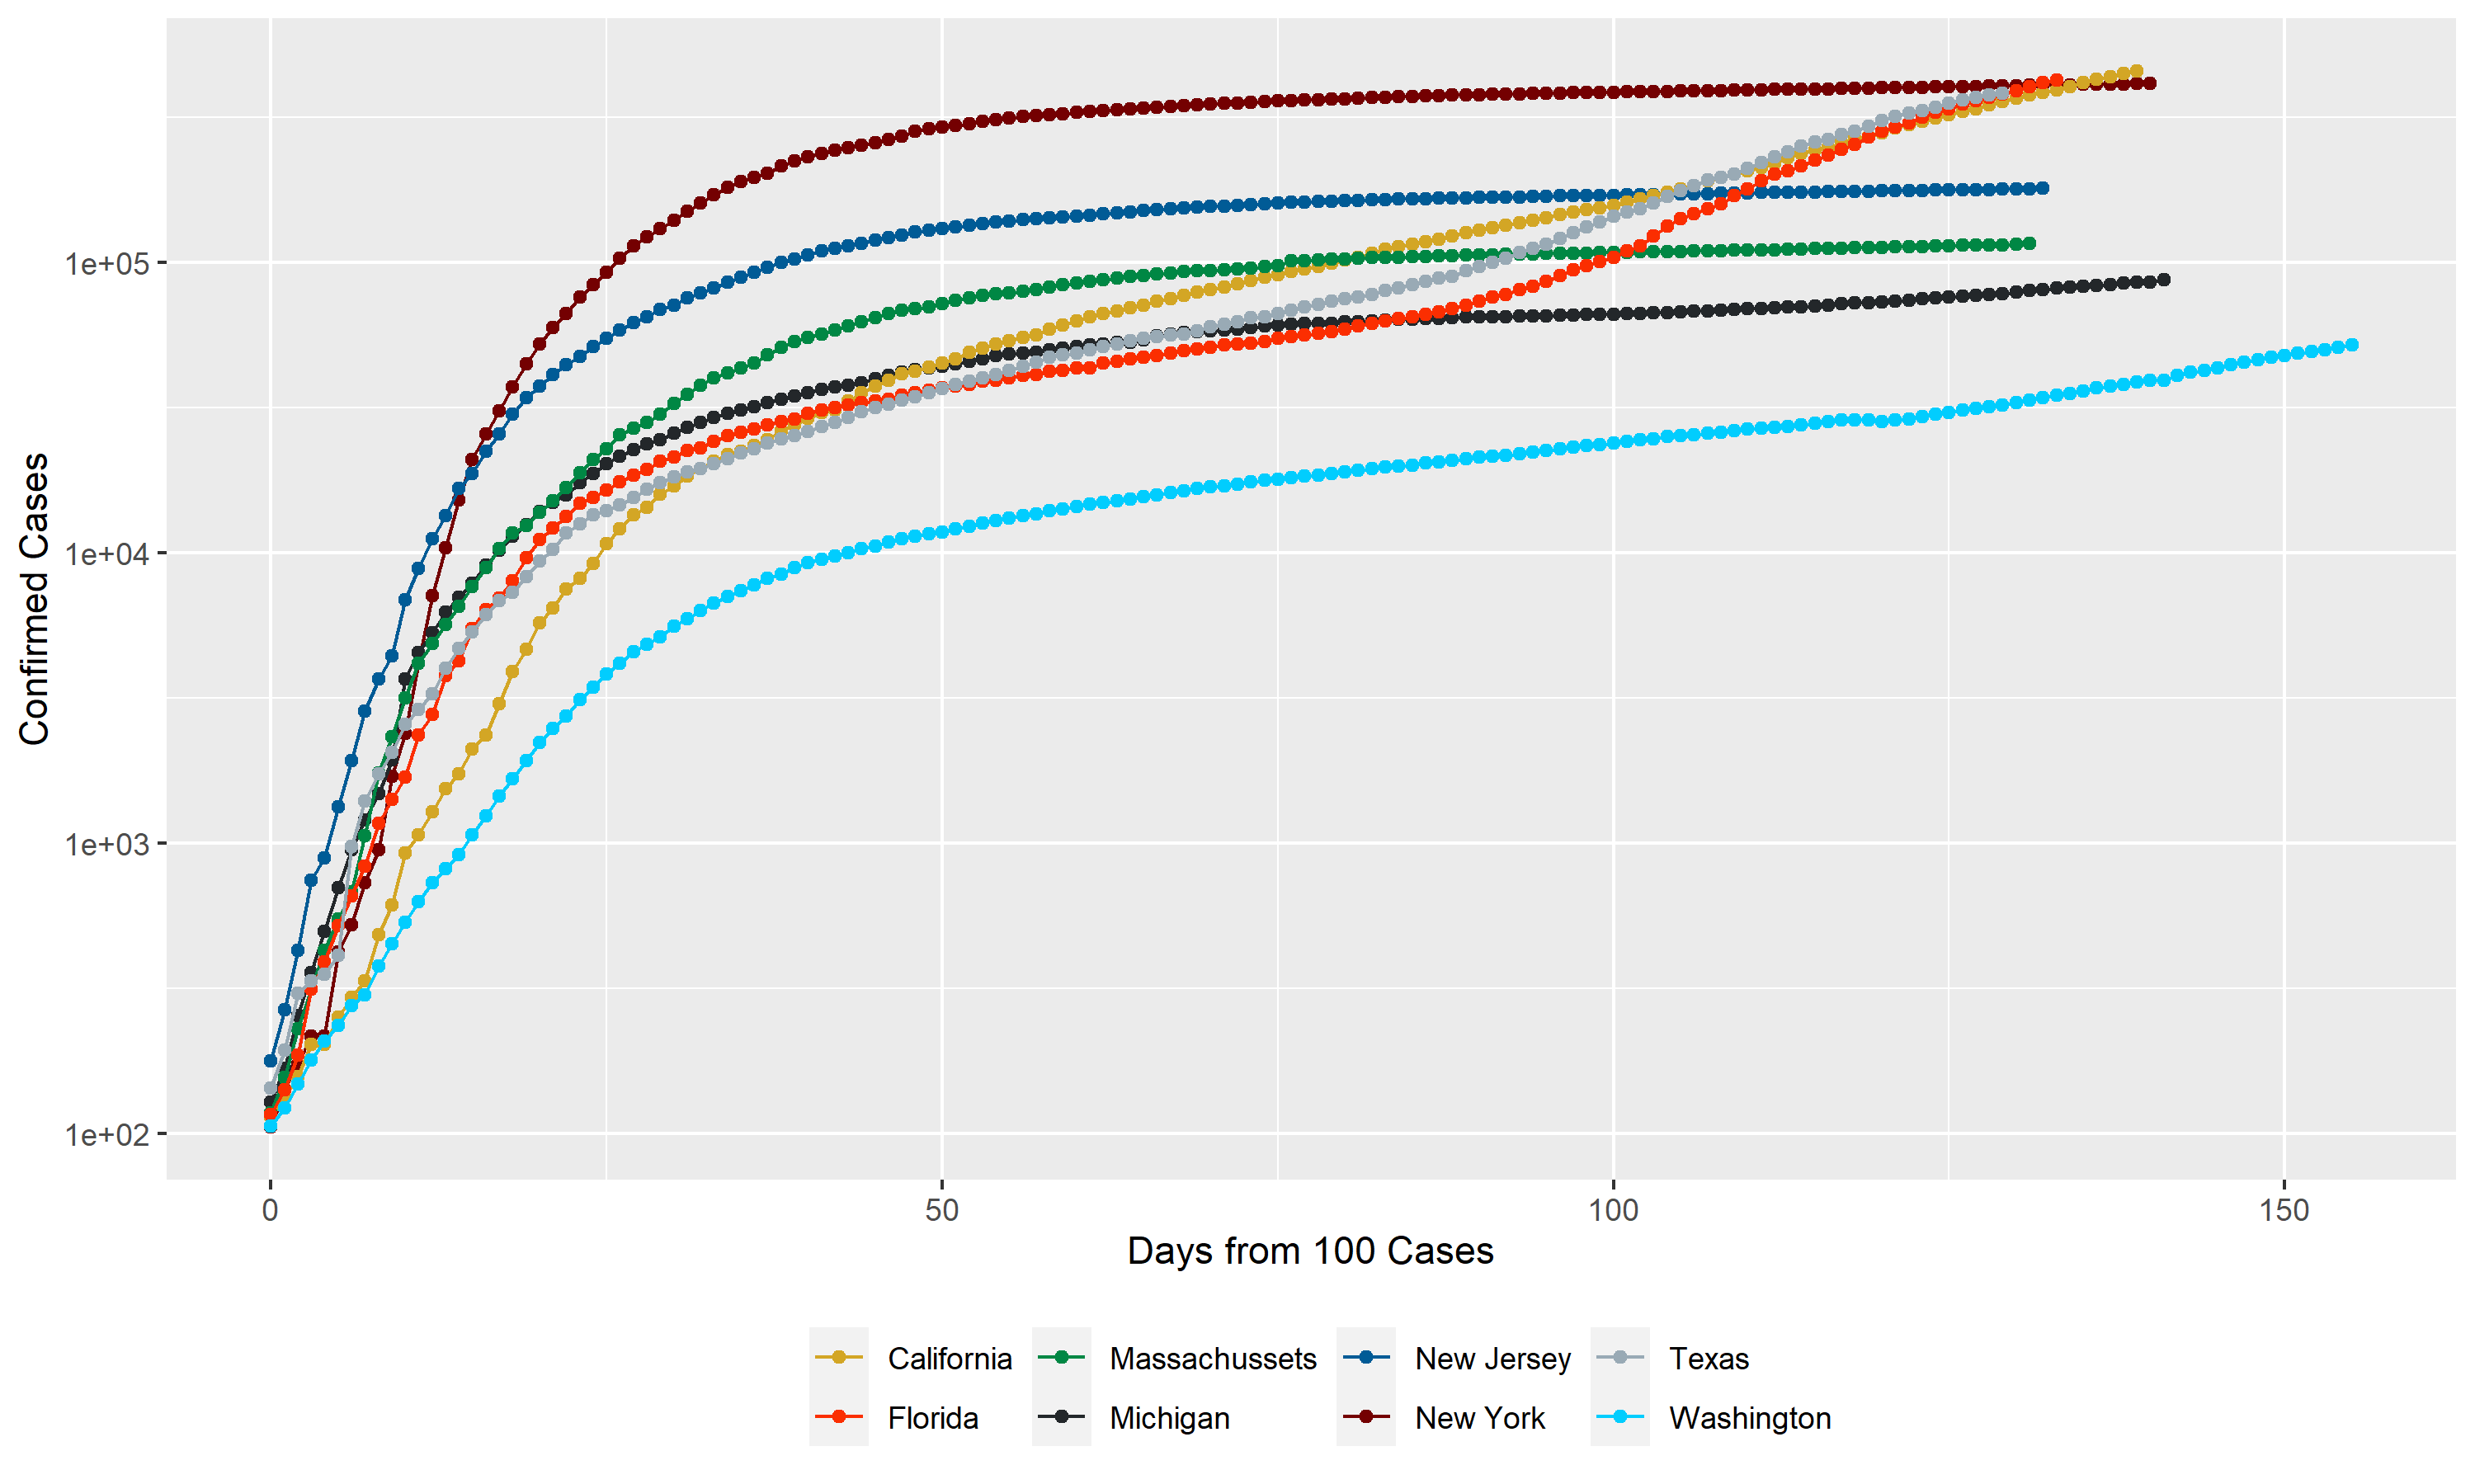 1e+05
1e+04
1e+03
1e+02
Confirmed Cases
0 50 100 150
Days from 100 Cases
California Massachussets New Jersey Texas
Florida Michigan New York Washington